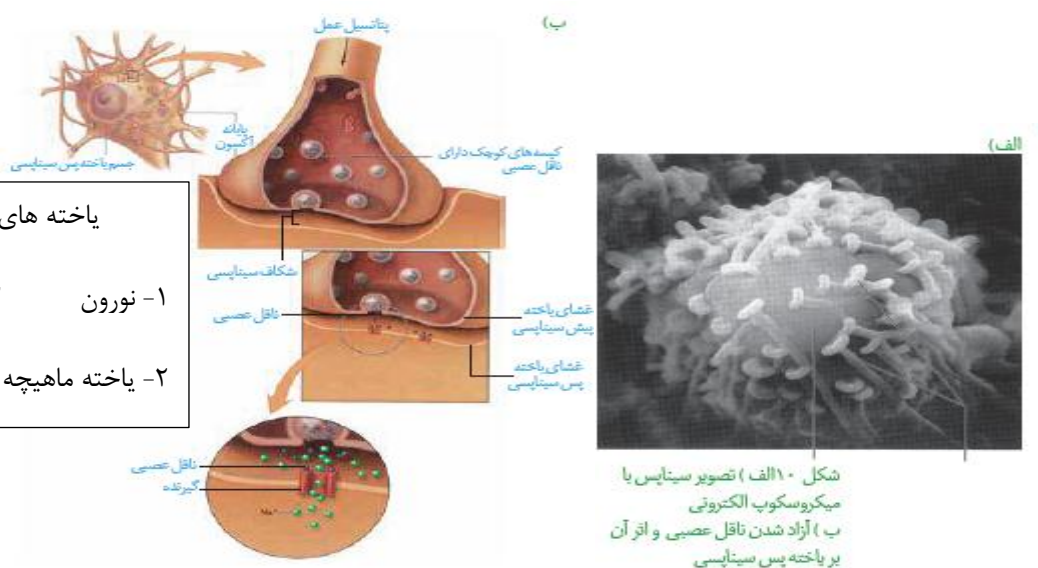 الف)
شکل ۱۰ الف ) تصویر سیناپس با
میکروسکوپ الکترونی
ب ) آزاد شدن ناقل عصبی و اثر آن
بر یاخته پس سیناپسی
ب)
پتانسیل عمل
پایانه
آکسون
جسم یاخته پس سیناپسی
کیسه‌های کوچک دارای
ناقل عصبی
شکاف سیناپسی
ناقل عصبی
غشای یاخته
پیش سیناپسی
غشای یاخته
پس سیناپسی
ناقل عصبی
گیرنده
Na⁺
یاخته های
۱- نورون
۲- یاخته ماهیچه